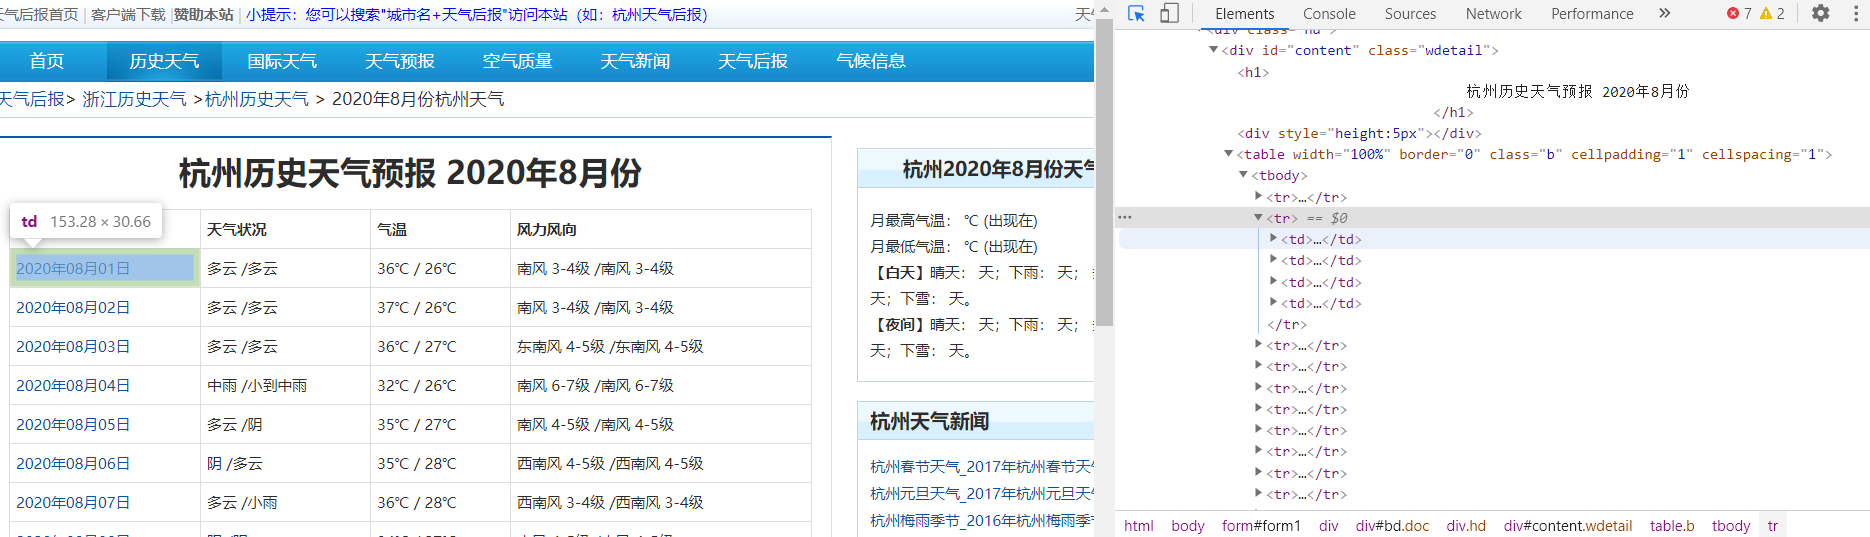 天气后报首页 | 客户端下载 |赞助本站 | 小提示：您可以搜索"城市名+天气后报"访问本站（如：杭州天气后报） 天
首页 历史天气 国际天气 天气预报 空气质量 天气新闻 天气后报 气候信息
天气后报> 浙江历史天气 >杭州历史天气 > 2020年8月份杭州天气
杭州历史天气预报 2020年8月份
td 153.28 × 30.66
天气状况 气温 风力风向
2020年08月01日 多云 /多云 36℃ / 26℃ 南风 3-4级 /南风 3-4级
2020年08月02日 多云 /多云 37℃ / 26℃ 南风 3-4级 /南风 3-4级
2020年08月03日 多云 /多云 36℃ / 27℃ 东南风 4-5级 /东南风 4-5级
2020年08月04日 中雨 /小到中雨 32℃ / 26℃ 南风 6-7级 /南风 6-7级
2020年08月05日 多云 /阴 35℃ / 27℃ 南风 4-5级 /南风 4-5级
2020年08月06日 阴 /多云 35℃ / 28℃ 西南风 4-5级 /西南风 4-5级
2020年08月07日 多云 /小雨 36℃ / 28℃ 西南风 3-4级 /西南风 3-4级
杭州2020年8月份天气
月最高气温： ℃ (出现在)
月最低气温： ℃ (出现在)
【白天】晴天： 天；下雨： 天；
天；下雪： 天。
【夜间】晴天： 天；下雨： 天；
天；下雪： 天。
杭州天气新闻
杭州春节天气_2017年杭州春节天气
杭州元旦天气_2017年杭州元旦天气
杭州梅雨季节_2016年杭州梅雨季节
Elements Console Sources Network Performance » 7 2
<div class="hd">
<div id="content" class="wdetail">
<h1>
杭州历史天气预报 2020年8月份
</h1>
<div style="height:5px"></div>
<table width="100%" border="0" class="b" cellpadding="1" cellspacing="1">
<tbody>
<tr>…</tr>
<tr> == $0
<td>…</td>
<td>…</td>
<td>…</td>
<td>…</td>
</tr>
<tr>…</tr>
<tr>…</tr>
<tr>…</tr>
<tr>…</tr>
<tr>…</tr>
<tr>…</tr>
<tr>…</tr>
<tr>…</tr>
html body form#form1 div div#bd.doc div.hd div#content.wdetail table.b tbody tr